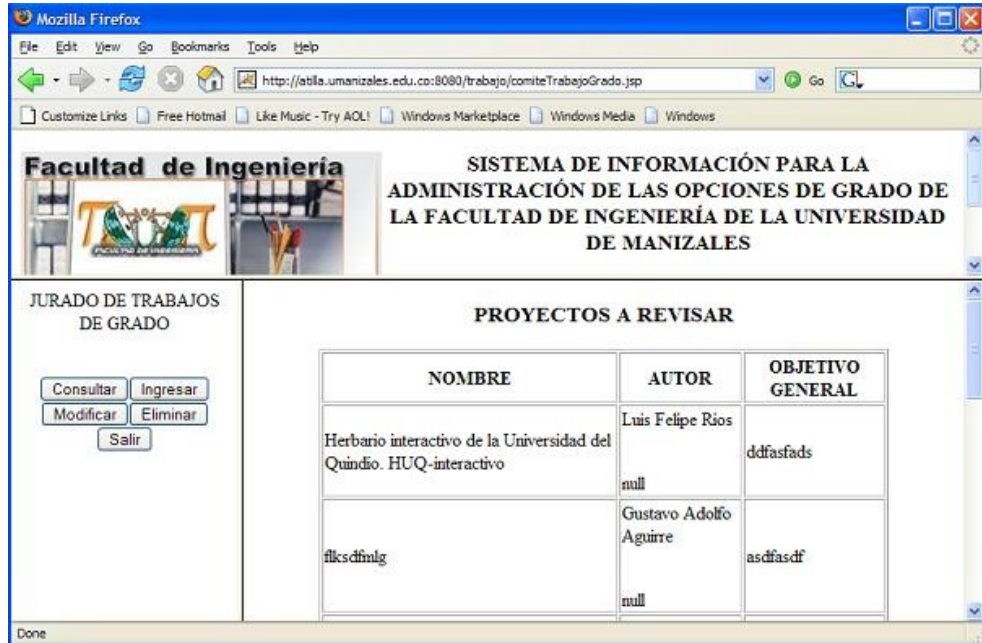 Mozilla Firefox
File Edit View Go Bookmarks Tools Help
http://atilla.umanizales.edu.co:8080/trabajo/comiteTrabajoGrado.jsp
Go
G
Customize Links Free Hotmail Like Music - Try AOL! Windows Marketplace Windows Media Windows
Facultad de Ingeniería
FACULTAD DE INGENIERIA
SISTEMA DE INFORMACIÓN PARA LA
ADMINISTRACIÓN DE LAS OPCIONES DE GRADO DE
LA FACULTAD DE INGENIERÍA DE LA UNIVERSIDAD
DE MANIZALES
JURADO DE TRABAJOS
DE GRADO
Consultar Ingresar
Modificar Eliminar
Salir
PROYECTOS A REVISAR
NOMBRE
AUTOR
OBJETIVO
GENERAL
Herbario interactivo de la Universidad del
Quindio. HUQ-interactivo
Luis Felipe Rios
null
ddfasfads
flksdfmlg
Gustavo Adolfo
Aguirre
null
asdfasdf
Done